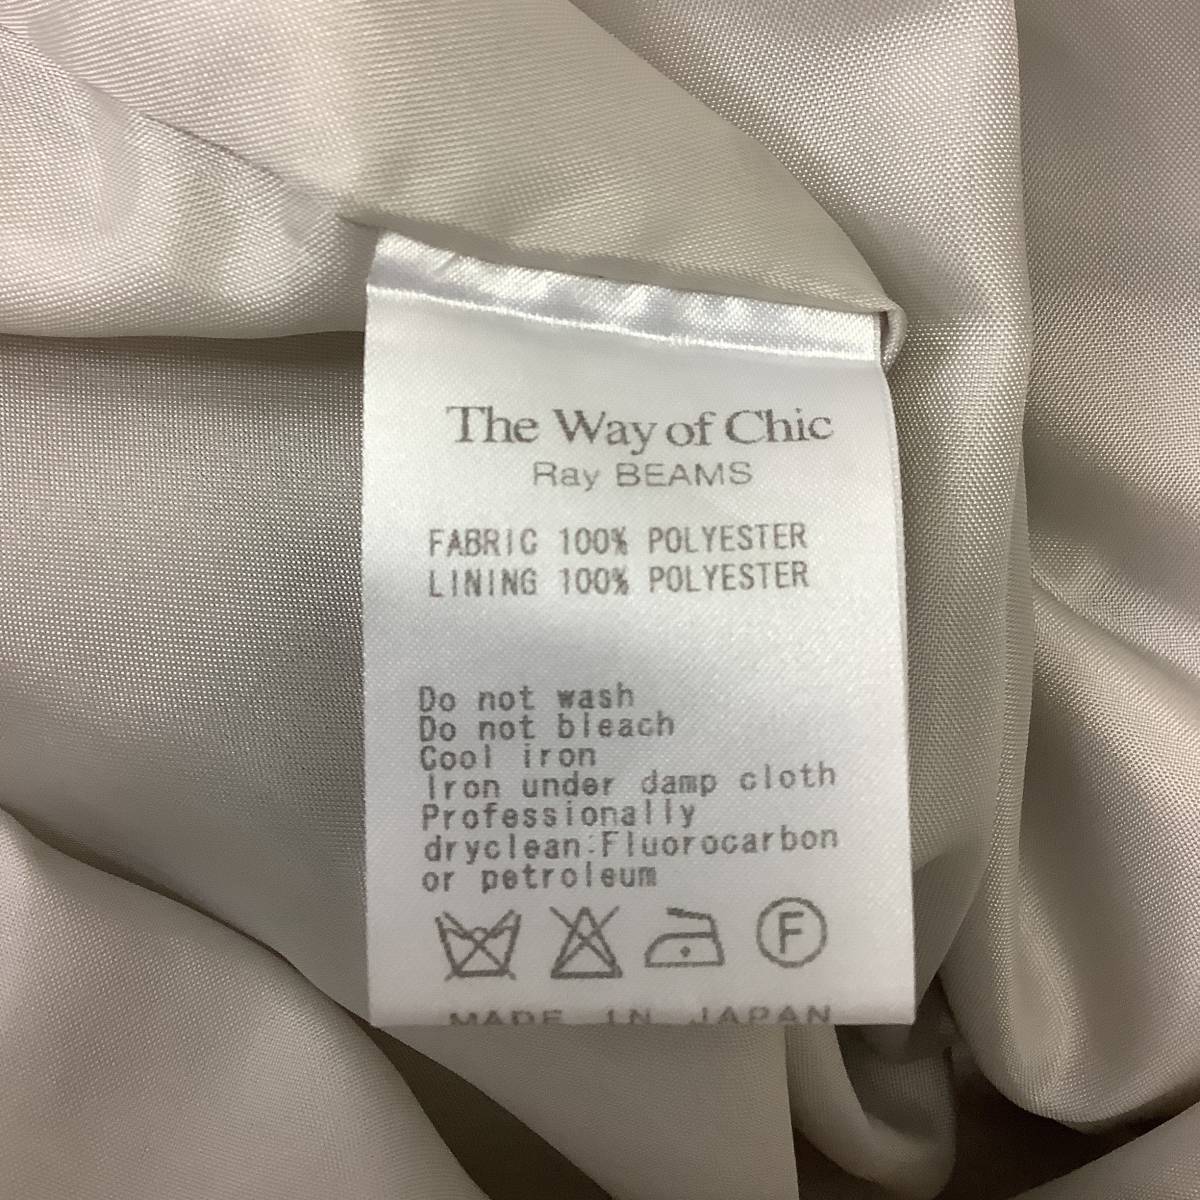 The Way of Chic
Ray BEAMS
FABRIC 100% POLYESTER
LINING 100% POLYESTER
Do not wash
Do not bleach
Cool iron
Iron under damp cloth
Professionally
dryclean:Fluorocarbon
or petroleum
F
MADE IN JAPAN